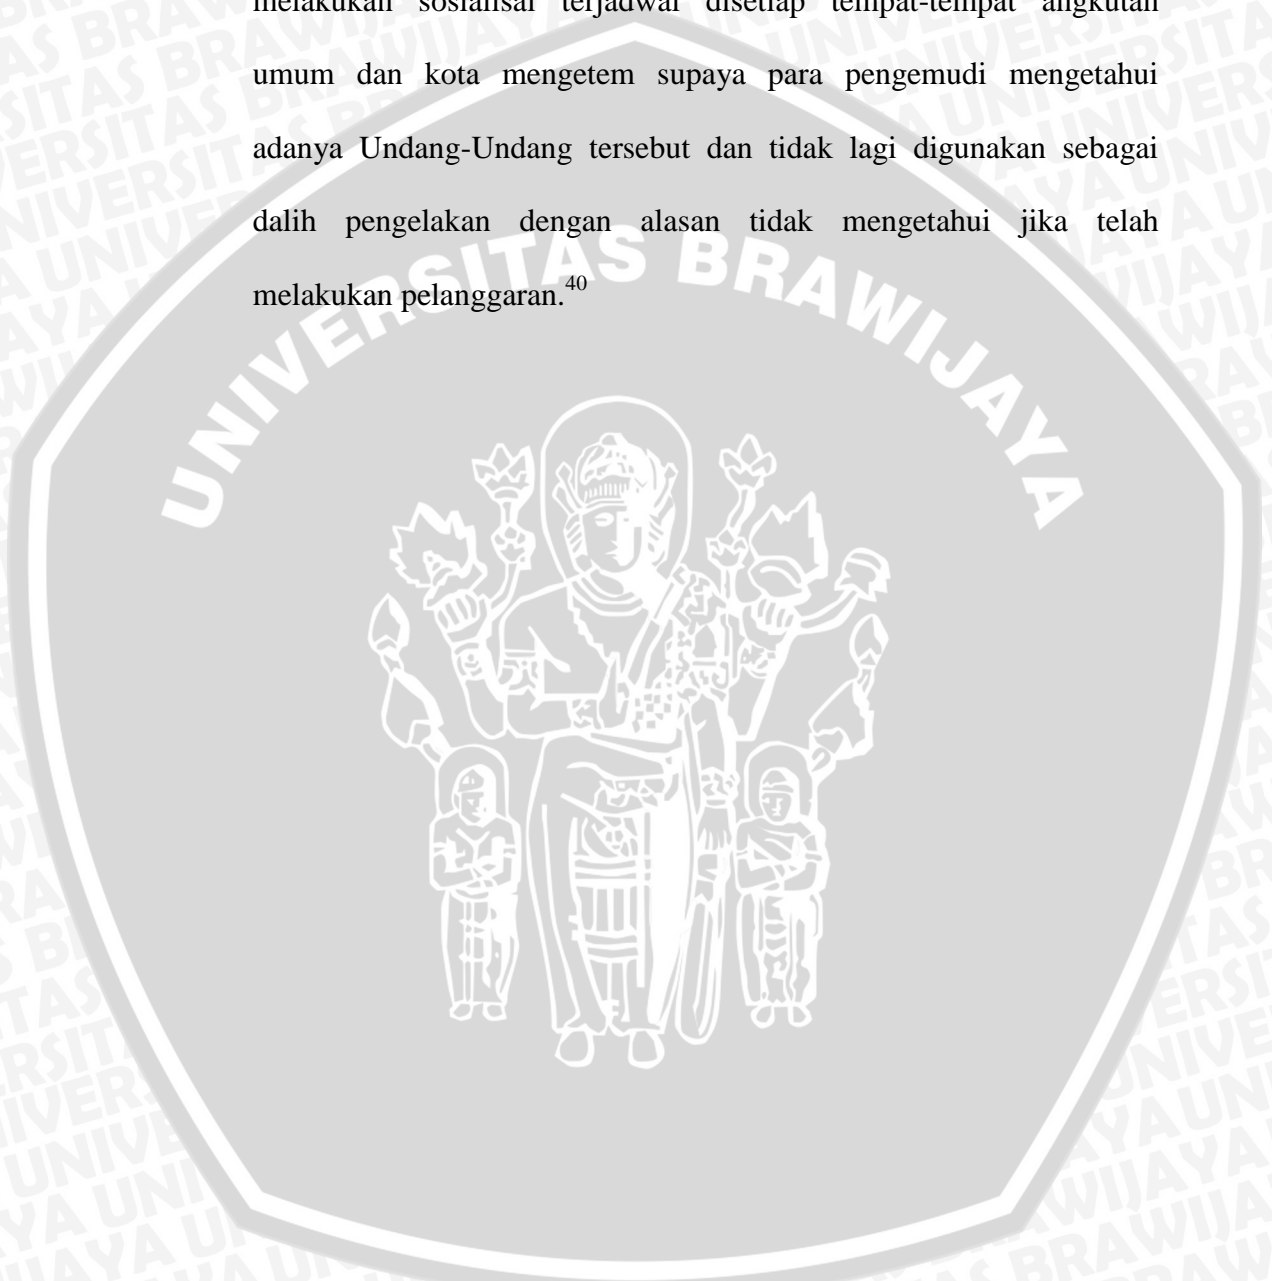 melakukan sosialisai terjadwal disetiap tempat-tempat angkutan
umum dan kota mengetem supaya para pengemudi mengetahui
adanya Undang-Undang tersebut dan tidak lagi digunakan sebagai
dalih pengelakan dengan alasan tidak mengetahui jika telah
melakukan pelanggaran.40
UNIVERSITAS BRAWIJAYA